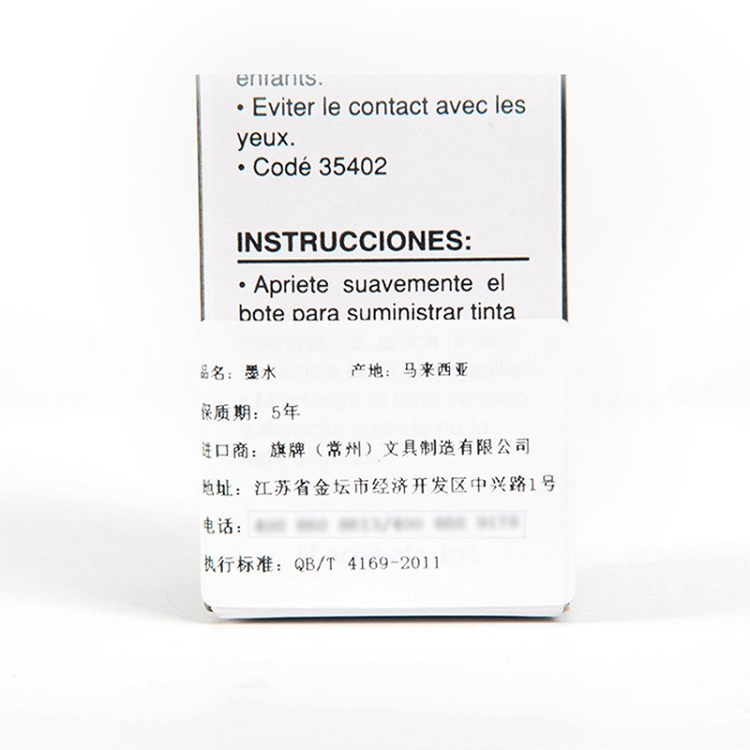 enfants.
• Eviter le contact avec les
yeux.
• Codé 35402
INSTRUCCIONES:
• Apriete suavemente el
bote para suministrar tinta
品名: 墨水 产地: 马来西亚
保质期: 5年
进口商: 旗牌（常州）文具制造有限公司
地址: 江苏省金坛市经济开发区中兴路1号
电话:
执行标准: QB/T 4169-2011